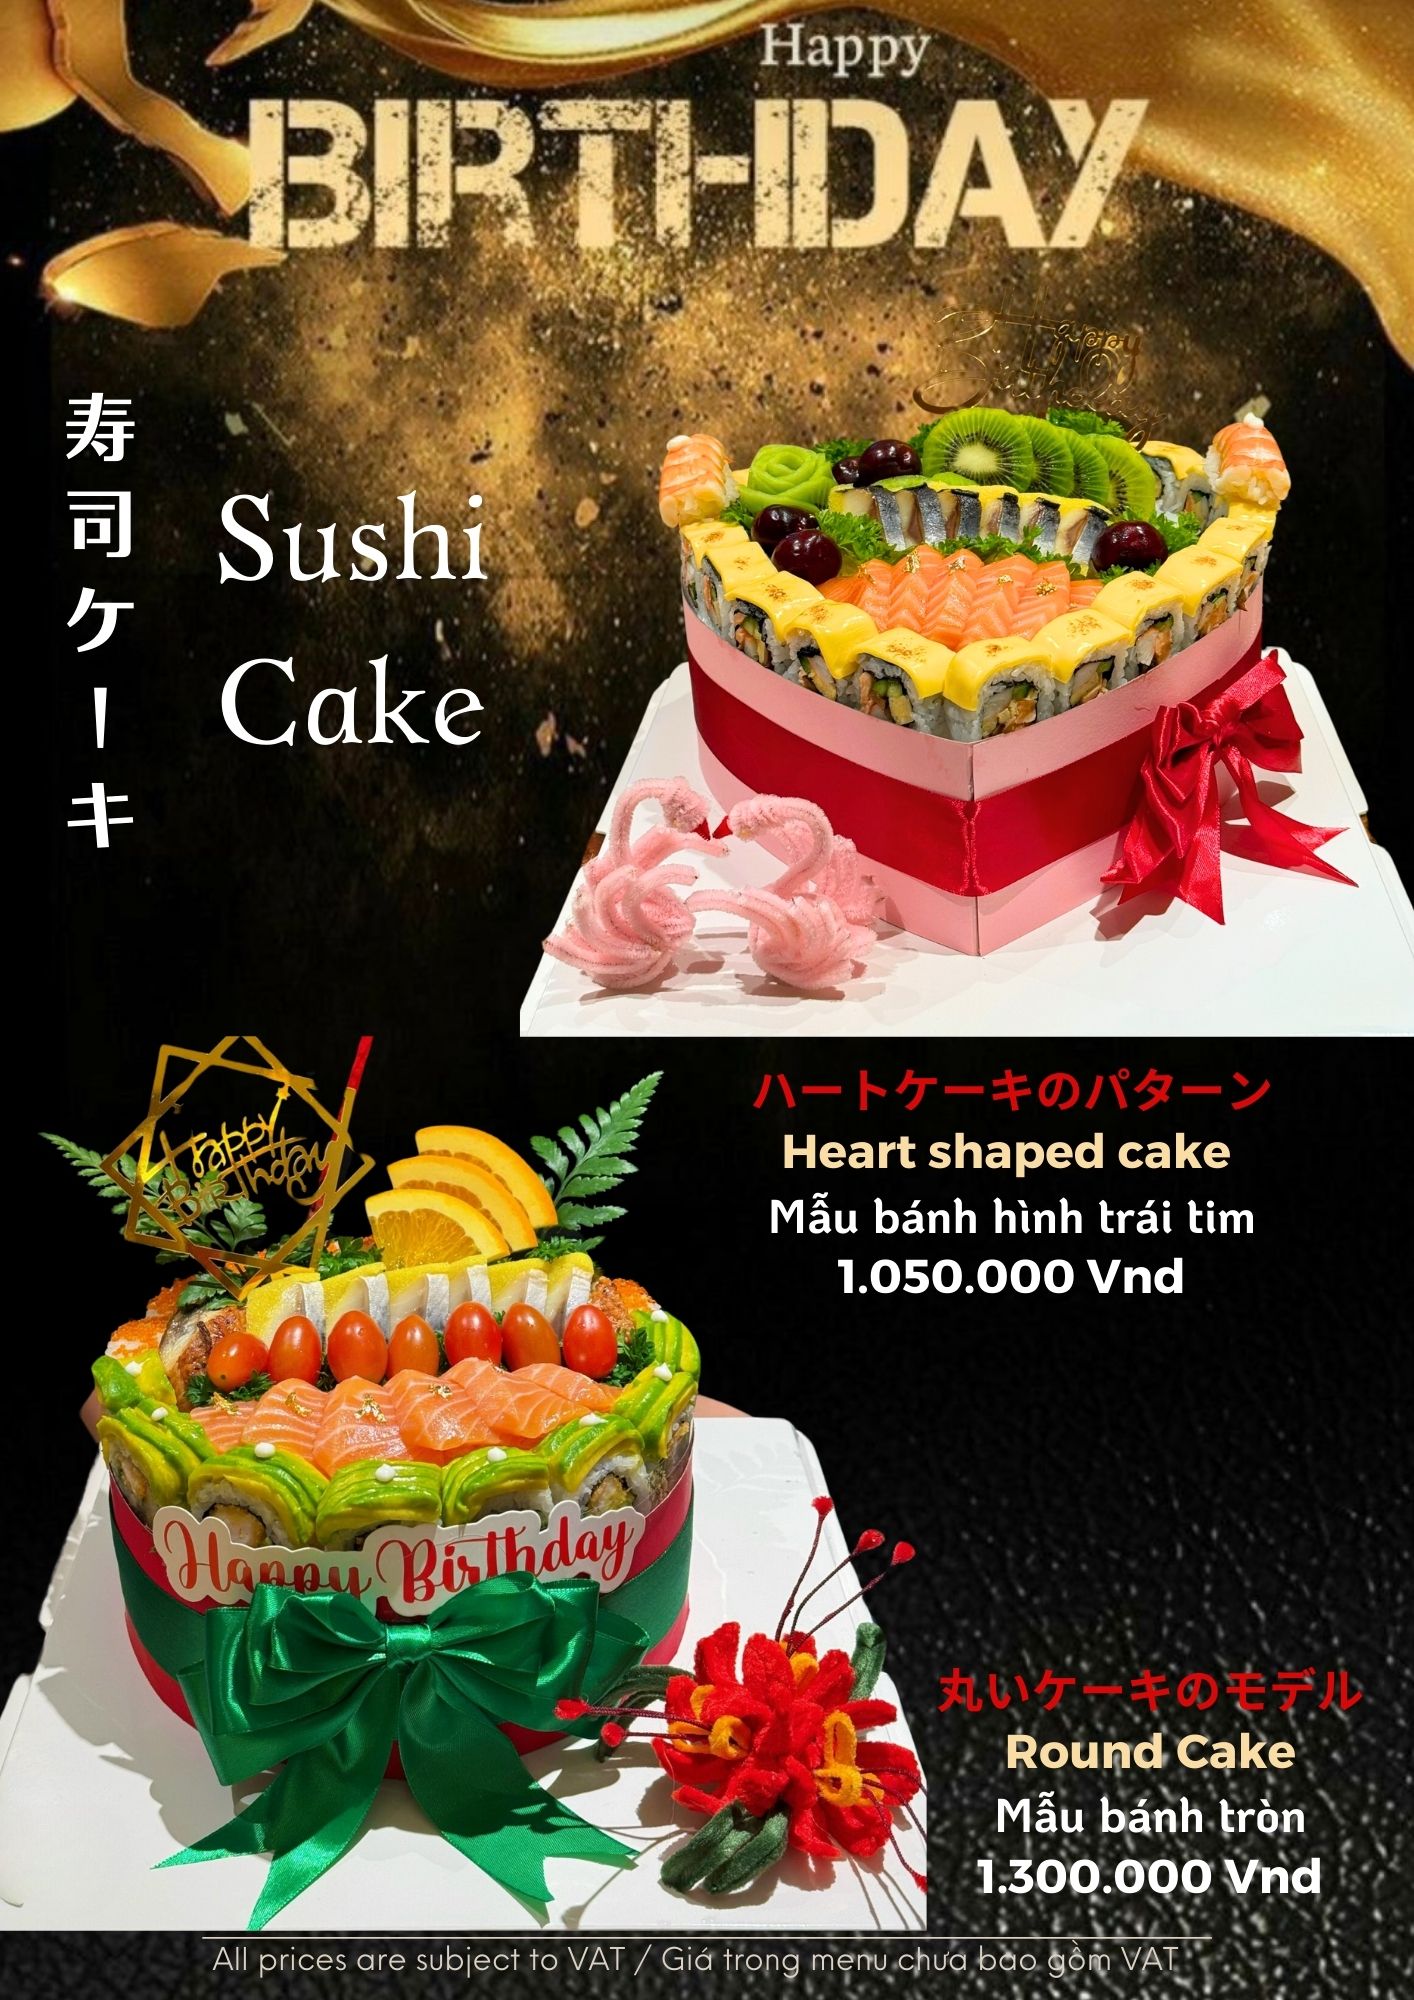 Happy
BIRTHDAY
寿司ケーキ
Sushi
Cake
Happy
Birthday
ハートケーキのパターン
Heart shaped cake
Mẫu bánh hình trái tim
1.050.000 Vnd
Happy
BirThday
Happy Birthday
丸いケーキのモデル
Round Cake
Mẫu bánh tròn
1.300.000 Vnd
All prices are subject to VAT / Giá trong menu chưa bao gồm VAT